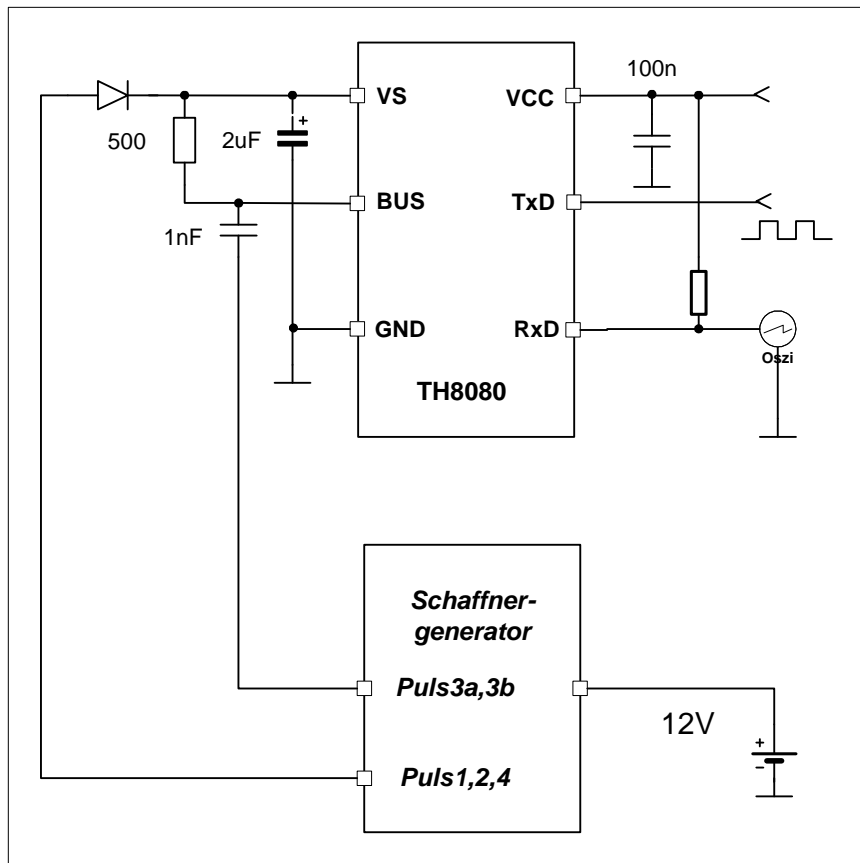 100n
VS
VCC
+
500
2uF
BUS
TxD
1nF
GND
RxD
Oszi
TH8080
Schaffner-
generator
Puls3a,3b
12V
+
Puls1,2,4
−